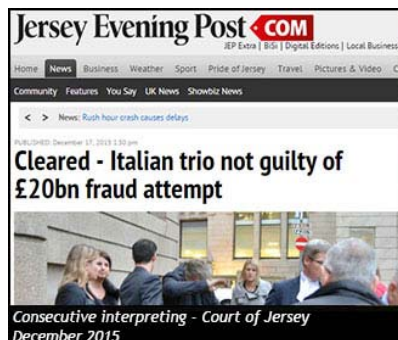 Jersey Evening Post COM
JEP Extra | BiSi | Digital Editions | Local Business
Home News Business Weather Sport Pride of Jersey Travel Pictures & Video
Community Features You Say UK News Showbiz News
< > News: Rush hour crash causes delays
PUBLISHED: December 17, 2015 1:50 pm
Cleared - Italian trio not guilty of
£20bn fraud attempt
Consecutive interpreting - Court of Jersey
December 2015